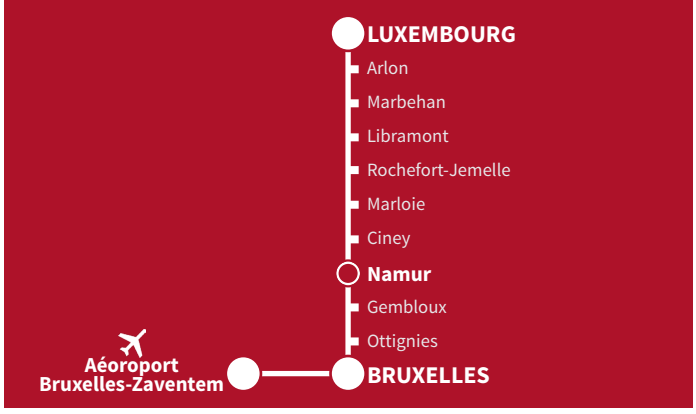 LUXEMBOURG
Arlon
Marbehan
Libramont
Rochefort-Jemelle
Marloie
Ciney
Namur
Gembloux
Ottignies
Aéoroport
Bruxelles-Zaventem
BRUXELLES